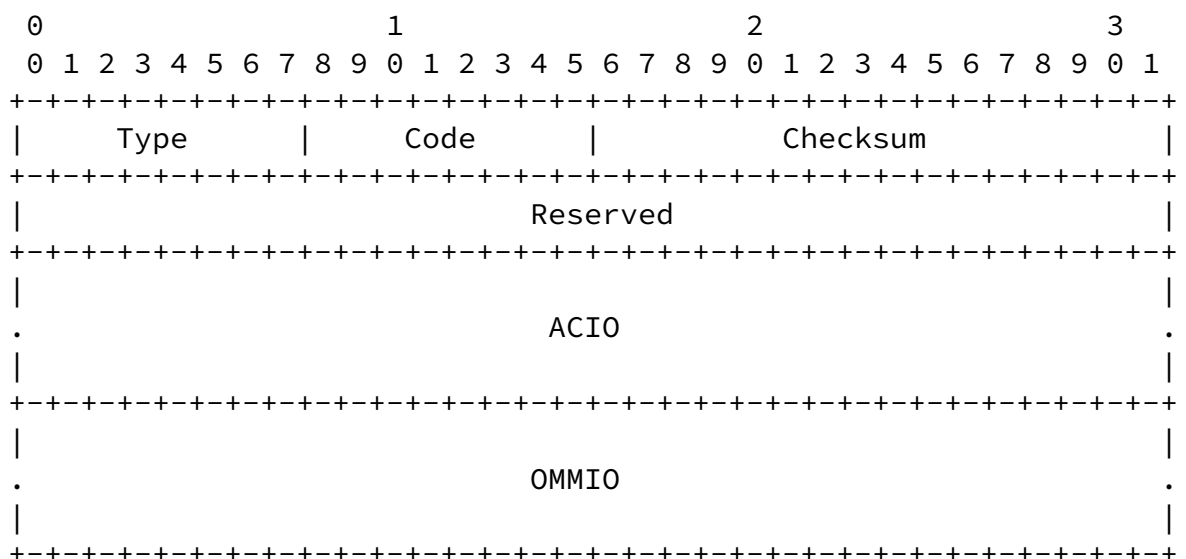 0                   1                   2                   3
 0 1 2 3 4 5 6 7 8 9 0 1 2 3 4 5 6 7 8 9 0 1 2 3 4 5 6 7 8 9 0 1
+-+-+-+-+-+-+-+-+-+-+-+-+-+-+-+-+-+-+-+-+-+-+-+-+-+-+-+-+-+-+-+-+
|     Type      |     Code      |          Checksum             |
+-+-+-+-+-+-+-+-+-+-+-+-+-+-+-+-+-+-+-+-+-+-+-+-+-+-+-+-+-+-+-+-+
|                            Reserved                           |
+-+-+-+-+-+-+-+-+-+-+-+-+-+-+-+-+-+-+-+-+-+-+-+-+-+-+-+-+-+-+-+-+
|                                                               |
.                             ACIO                              .
|                                                               |
+-+-+-+-+-+-+-+-+-+-+-+-+-+-+-+-+-+-+-+-+-+-+-+-+-+-+-+-+-+-+-+-+
|                                                               |
.                            OMMIO                              .
|                                                               |
+-+-+-+-+-+-+-+-+-+-+-+-+-+-+-+-+-+-+-+-+-+-+-+-+-+-+-+-+-+-+-+-+